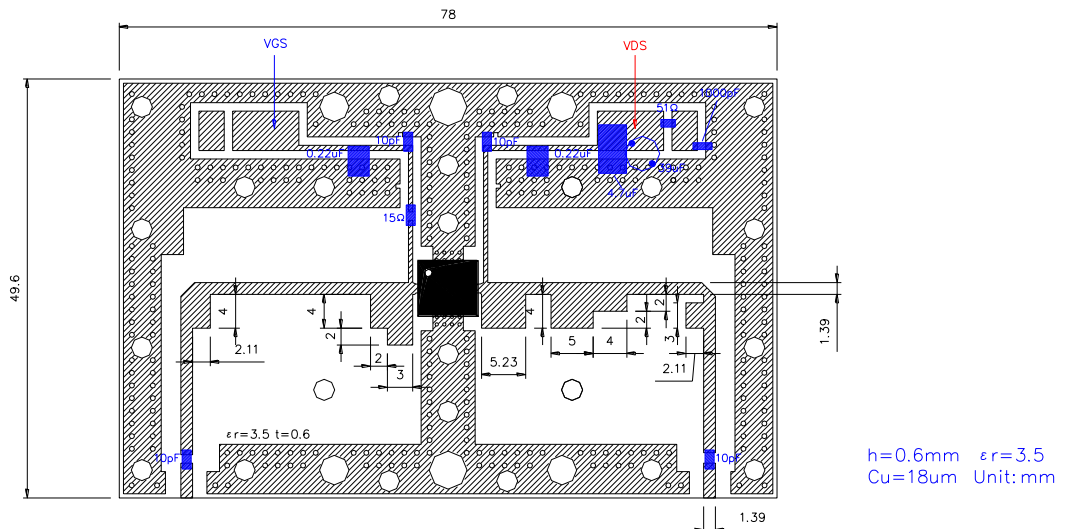 78
VGS
VDS
1000pF
51Ω
10pF
10pF
0.22uF
0.22uF
39uF
4.7uF
15Ω
49.6
4
4
2
2
3
2.11
4
5.23
5
4
2
2
3
2.11
1.39
εr=3.5 t=0.6
10pF
10pF
h=0.6mm εr=3.5
Cu=18um Unit:mm
1.39